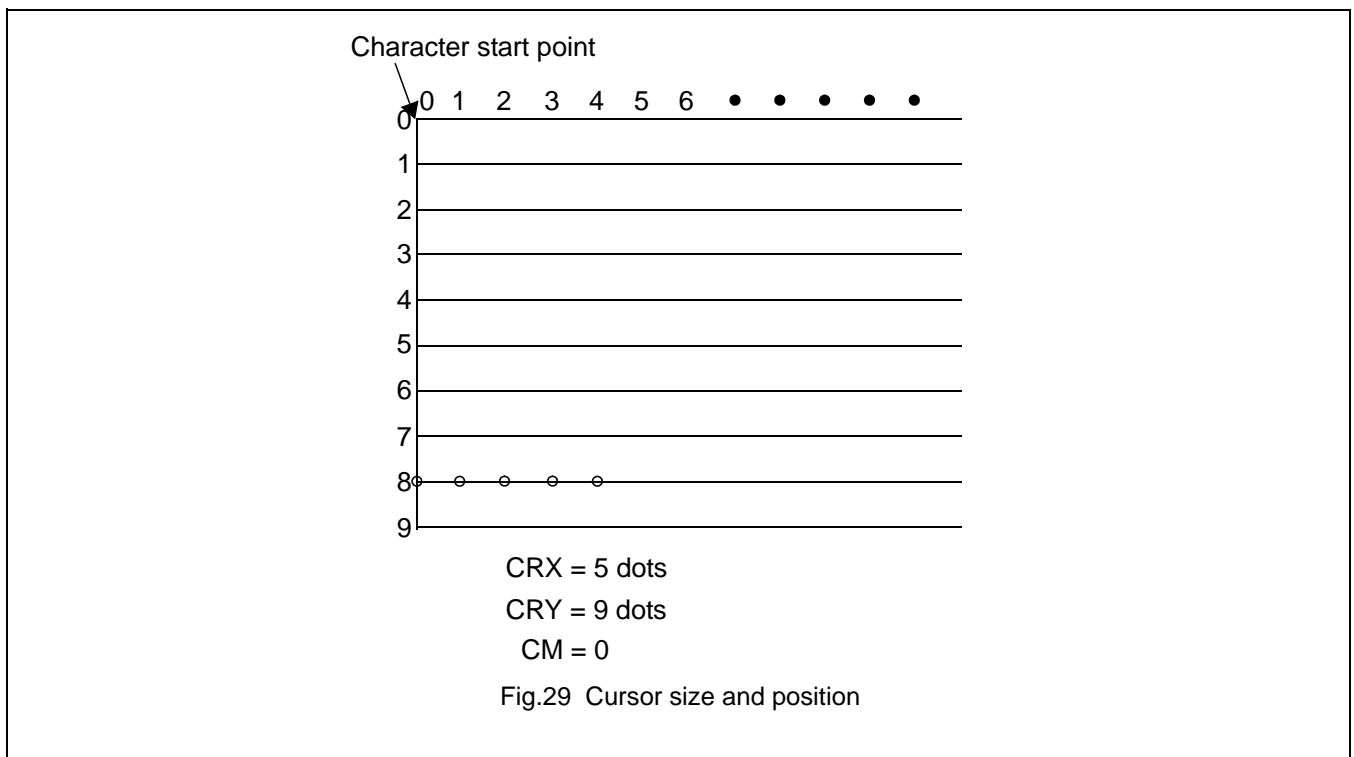 Character start point
0 1 2 3 4 5 6 • • • • •
0
1
2
3
4
5
6
7
8
9
CRX = 5 dots
CRY = 9 dots
CM = 0
Fig.29 Cursor size and position